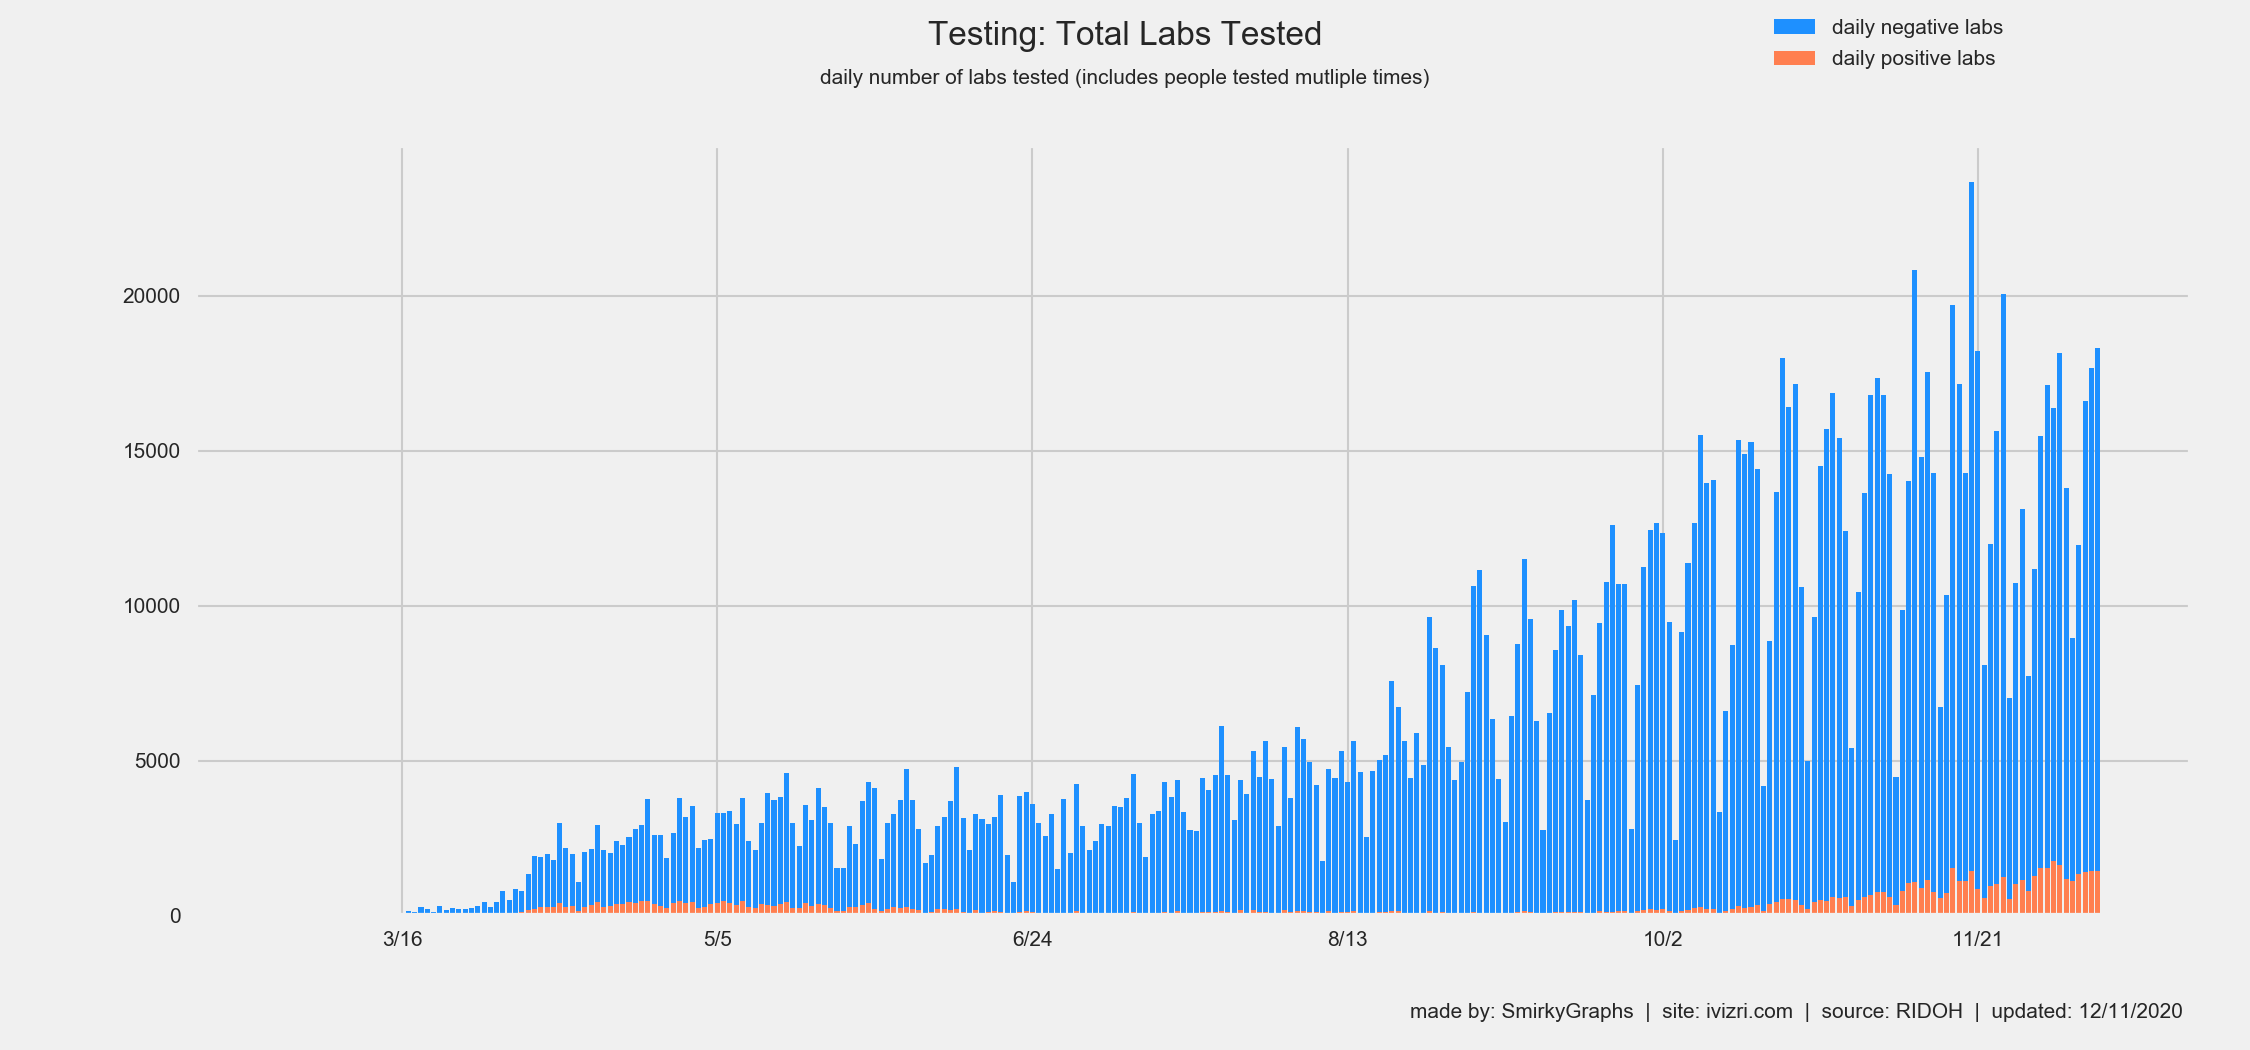 Testing: Total Labs Tested
daily number of labs tested (includes people tested mutliple times)
daily negative labs
daily positive labs
20000
15000
10000
5000
0
3/16 5/5 6/24 8/13 10/2 11/21
made by: SmirkyGraphs | site: ivizri.com | source: RIDOH | updated: 12/11/2020